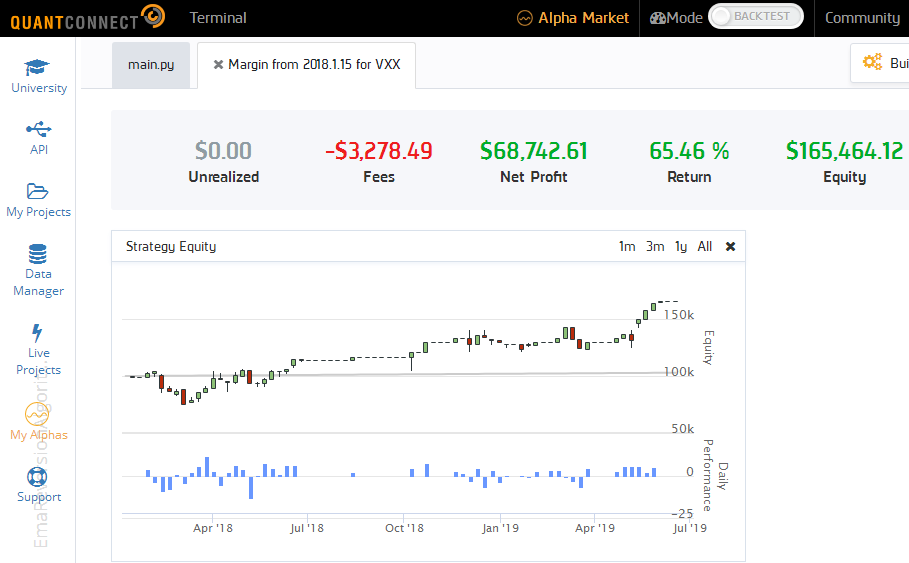 QUANTCONNECT
Terminal
Alpha Market
Mode
BACKTEST
Community
main.py
✖ Margin from 2018.1.15 for VXX
Bui
University
API
My Projects
Data
Manager
Live
Projects
My Alphas
Support
$0.00
Unrealized
-$3,278.49
Fees
$68,742.61
Net Profit
65.46 %
Return
$165,464.12
Equity
Strategy Equity
1m 3m 1y All ✖
150k
100k
50k
Equity
0
-25
Daily
Performance
Apr '18
Jul '18
Oct '18
Jan '19
Apr '19
Jul '19